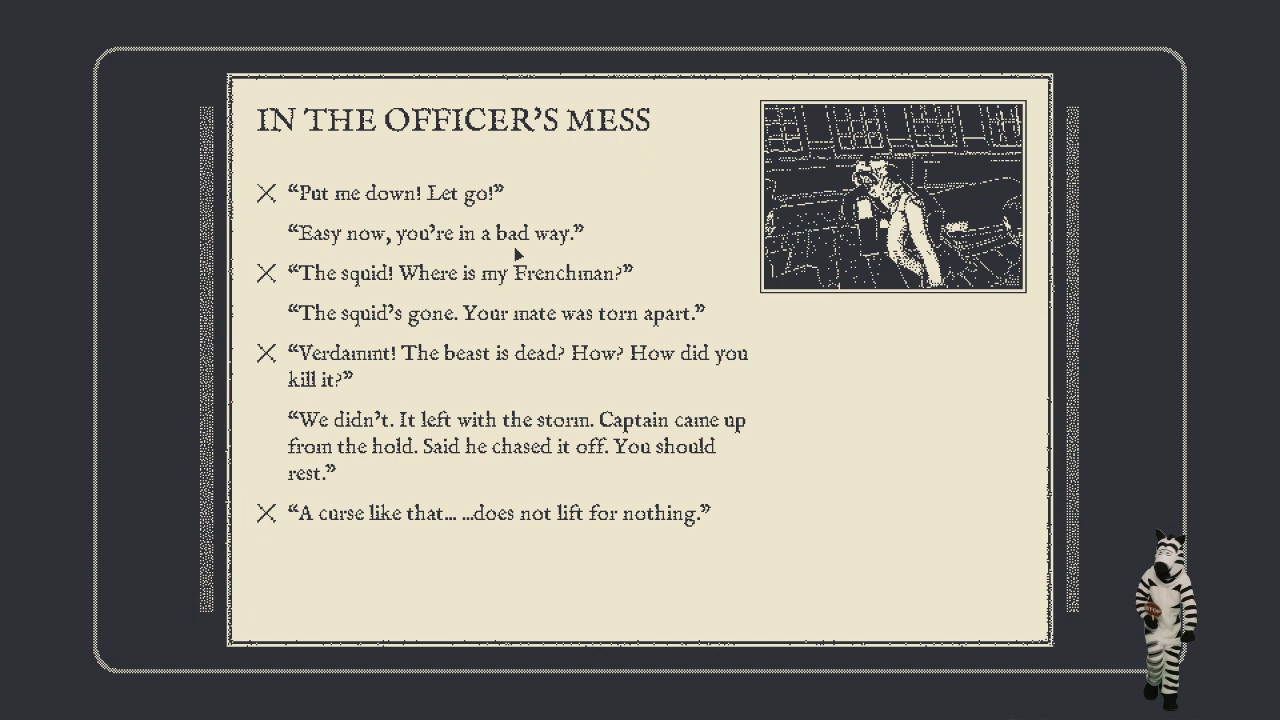 IN THE OFFICER'S MESS
“Put me down! Let go!”
“Easy now, you're in a bad way.”
“The squid! Where is my Frenchman?”
“The squid's gone. Your mate was torn apart.”
“Verdammt! The beast is dead? How? How did you
kill it?”
“We didn't. It left with the storm. Captain came up
from the hold. Said he chased it off. You should
rest.”
“A curse like that... ...does not lift for nothing.”
STOP